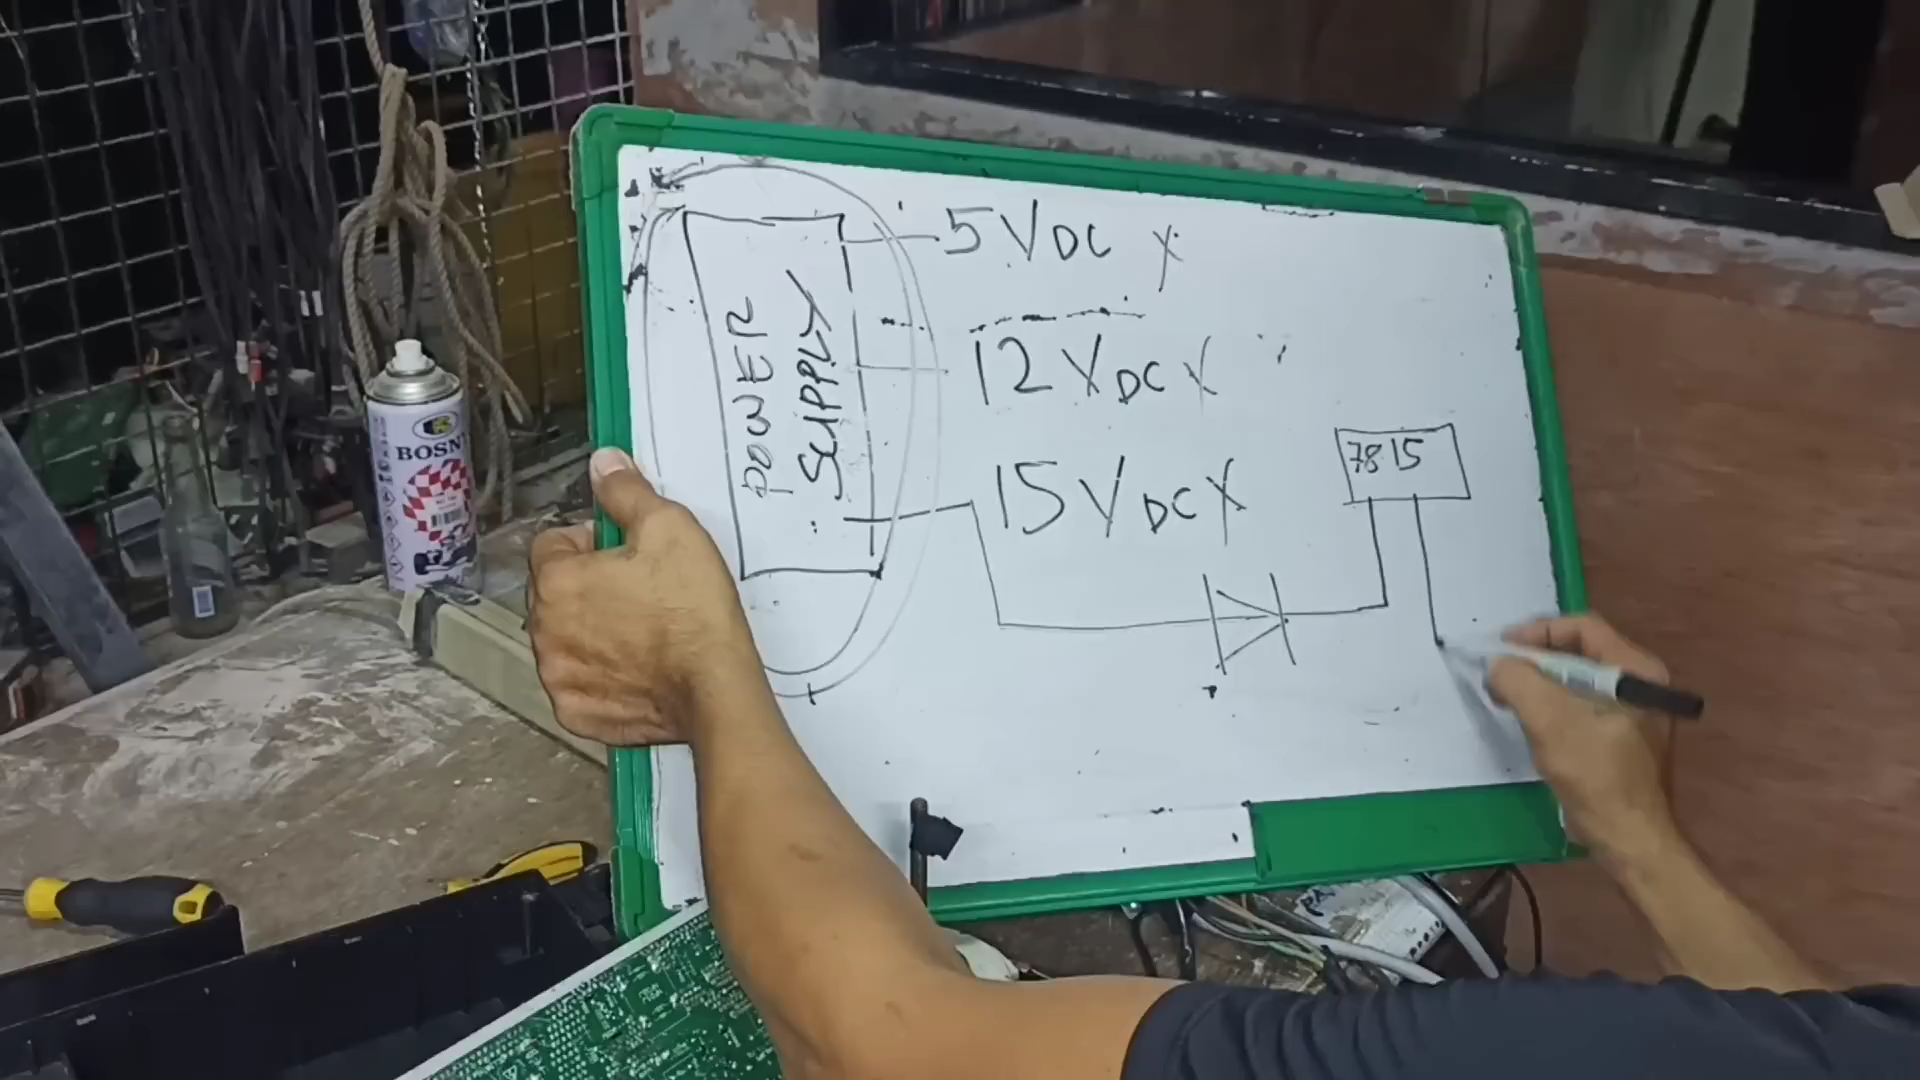 POWER
SUPPLY
5VDC X
12VDC X
15VDC X
7815
BOSNY